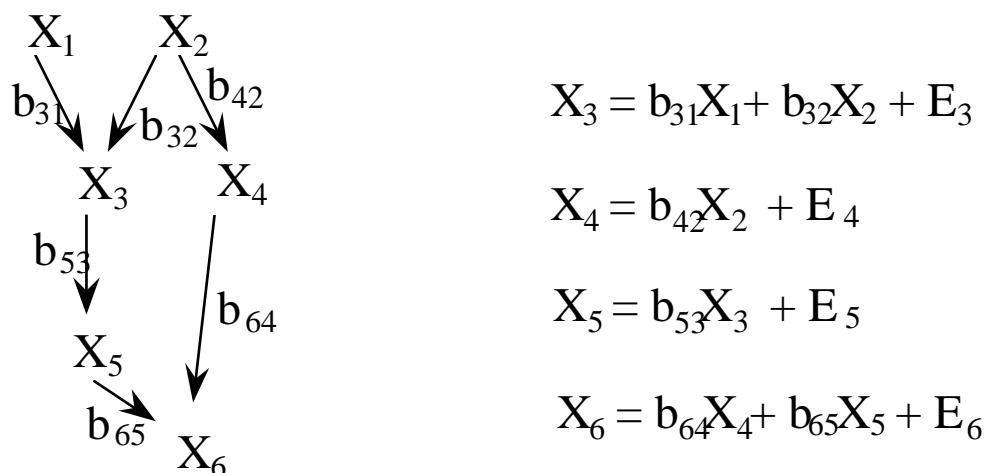 X₁ X₂
b₃₁ b₃₂ b₄₂
X₃ = b₃₁X₁ + b₃₂X₂ + E₃
X₃ X₄
X₄ = b₄₂X₂ + E₄
b₅₃
b₆₄
X₅ = b₅₃X₃ + E₅
X₅
b₆₅
X₆ = b₆₄X₄ + b₆₅X₅ + E₆
X₆